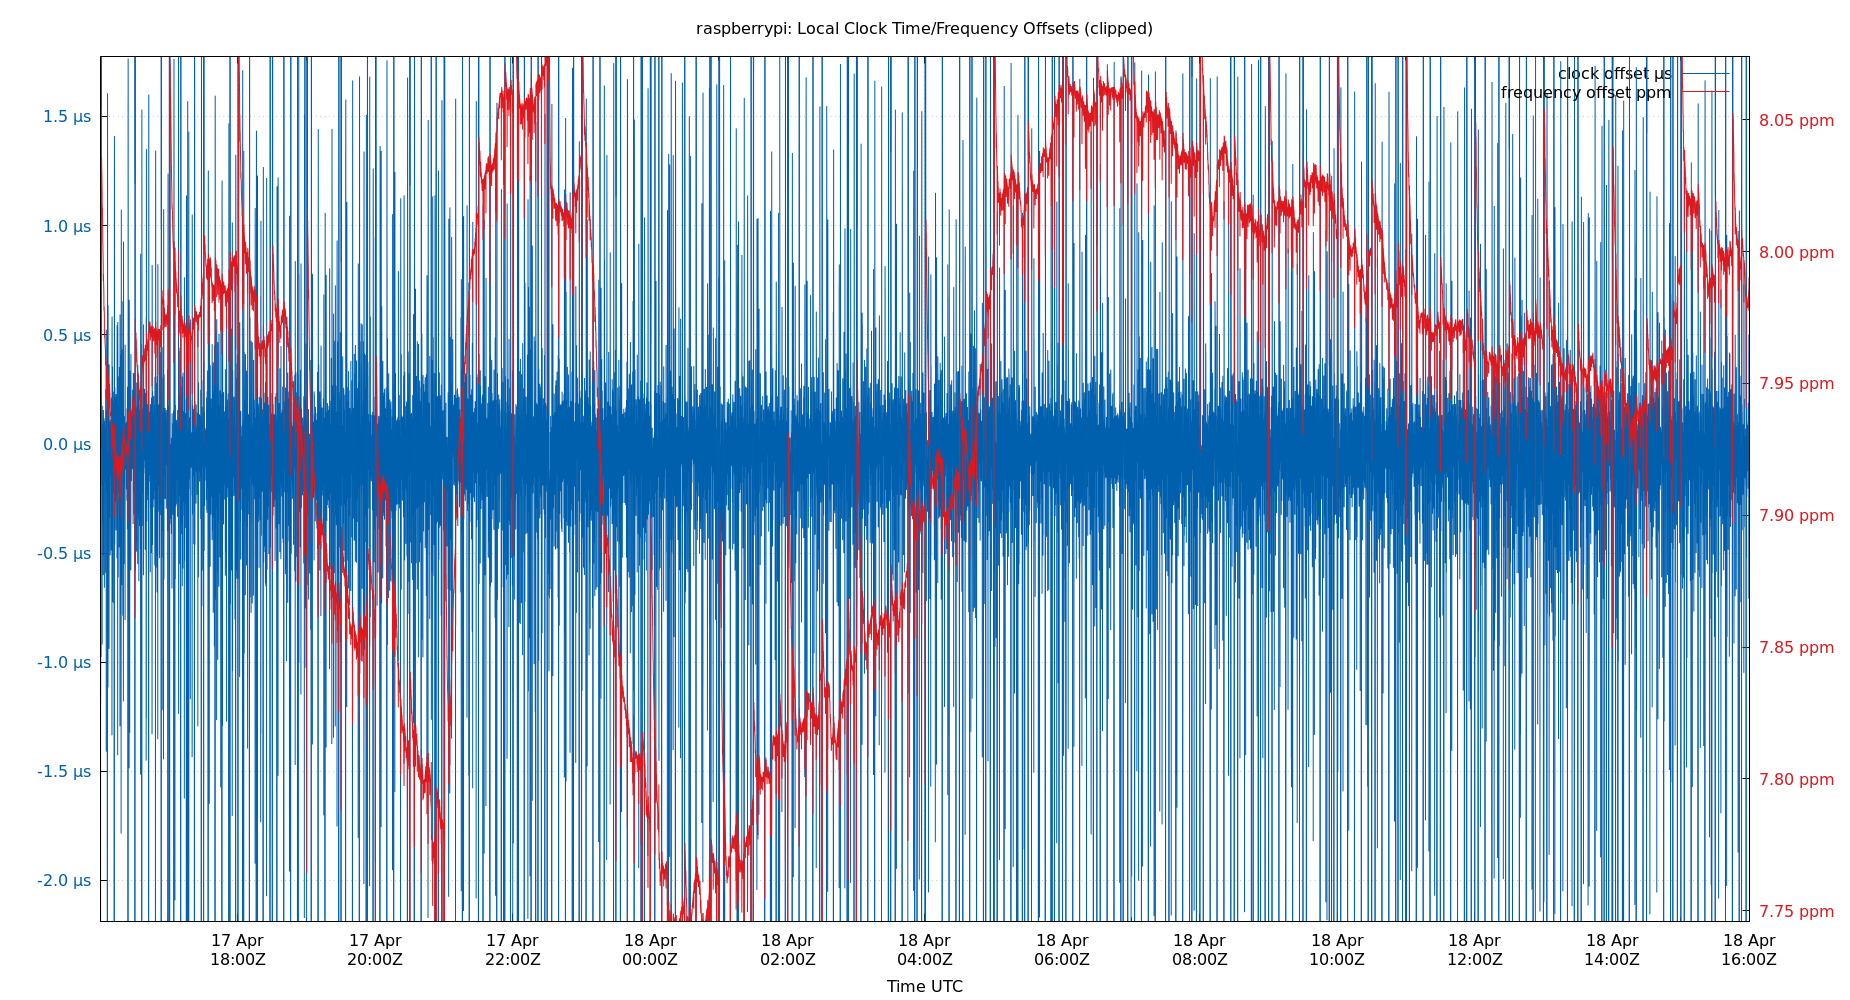 raspberrypi: Local Clock Time/Frequency Offsets (clipped)
clock offset µs
frequency offset ppm
1.5 µs
1.0 µs
0.5 µs
0.0 µs
-0.5 µs
-1.0 µs
-1.5 µs
-2.0 µs
8.05 ppm
8.00 ppm
7.95 ppm
7.90 ppm
7.85 ppm
7.80 ppm
7.75 ppm
17 Apr 17 Apr 17 Apr 18 Apr 18 Apr 18 Apr 18 Apr 18 Apr 18 Apr 18 Apr 18 Apr 18 Apr
18:00Z 20:00Z 22:00Z 00:00Z 02:00Z 04:00Z 06:00Z 08:00Z 10:00Z 12:00Z 14:00Z 16:00Z
Time UTC